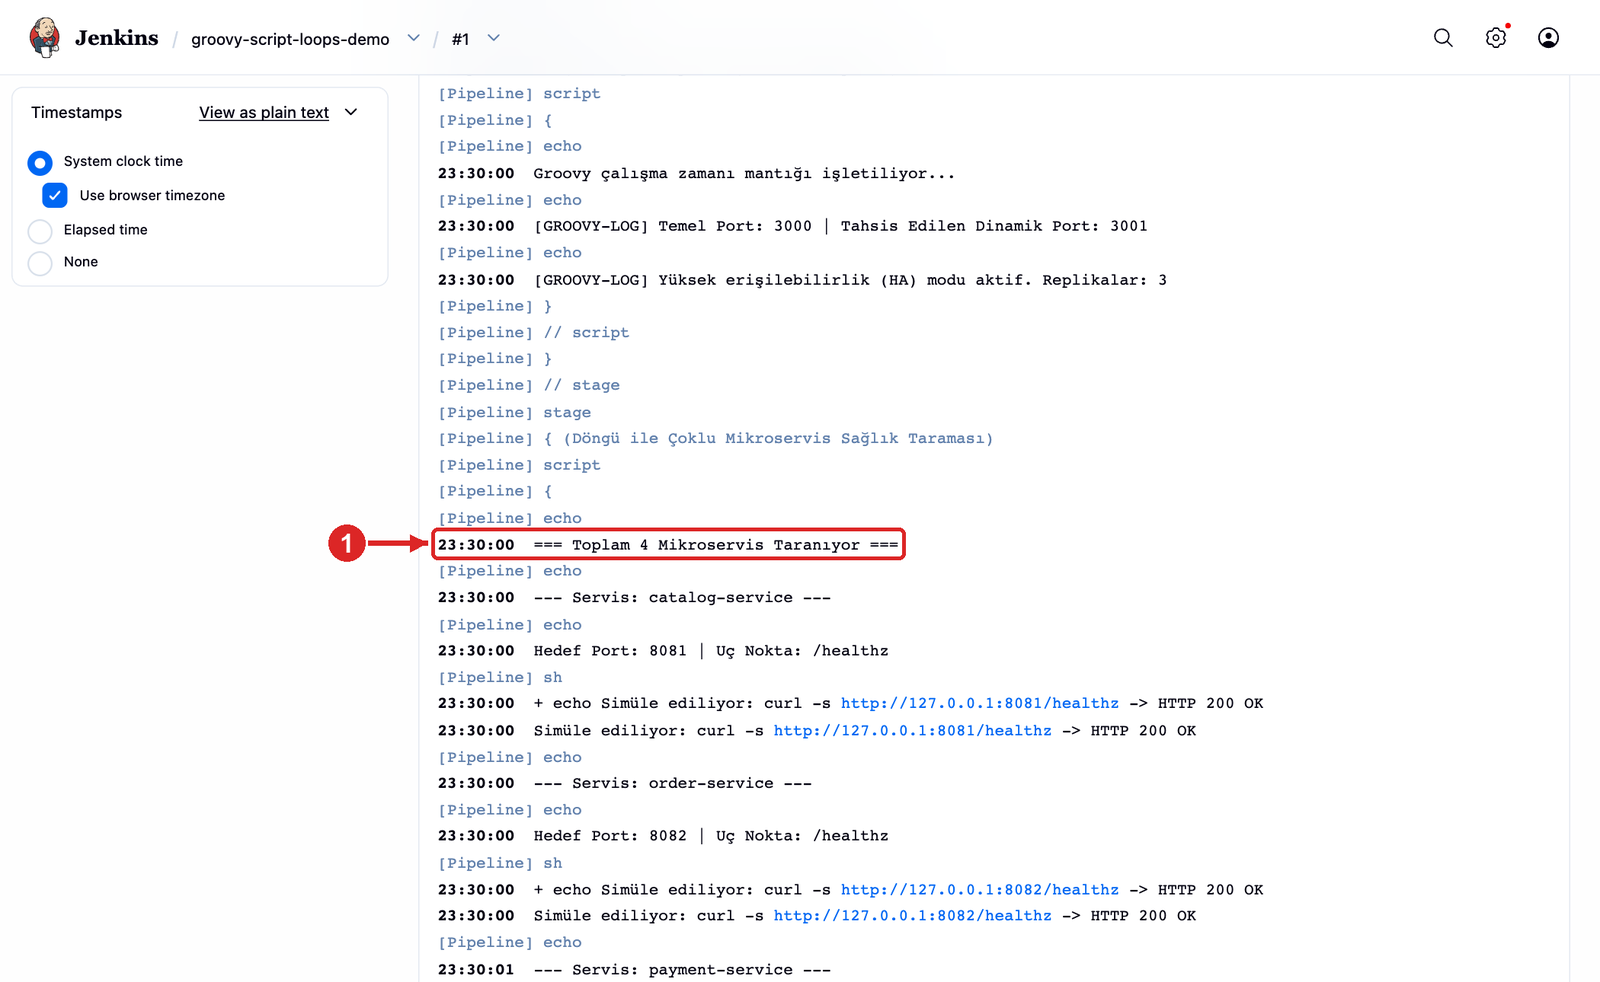 Jenkins / groovy-script-loops-demo / #1
Timestamps
View as plain text
System clock time
Use browser timezone
Elapsed time
None
[Pipeline] script
[Pipeline] {
[Pipeline] echo
23:30:00 Groovy çalışma zamanı mantığı işletiliyor...
[Pipeline] echo
23:30:00 [GROOVY-LOG] Temel Port: 3000 | Tahsis Edilen Dinamik Port: 3001
[Pipeline] echo
23:30:00 [GROOVY-LOG] Yüksek erişilebilirlik (HA) modu aktif. Replikalar: 3
[Pipeline] }
[Pipeline] // script
[Pipeline] }
[Pipeline] // stage
[Pipeline] stage
[Pipeline] { (Döngü ile Çoklu Mikroservis Sağlık Taraması)
[Pipeline] script
[Pipeline] {
[Pipeline] echo
1
23:30:00 === Toplam 4 Mikroservis Taranıyor ===
[Pipeline] echo
23:30:00 --- Servis: catalog-service ---
[Pipeline] echo
23:30:00 Hedef Port: 8081 | Uç Nokta: /healthz
[Pipeline] sh
23:30:00 + echo Simüle ediliyor: curl -s http://127.0.0.1:8081/healthz -> HTTP 200 OK
23:30:00 Simüle ediliyor: curl -s http://127.0.0.1:8081/healthz -> HTTP 200 OK
[Pipeline] echo
23:30:00 --- Servis: order-service ---
[Pipeline] echo
23:30:00 Hedef Port: 8082 | Uç Nokta: /healthz
[Pipeline] sh
23:30:00 + echo Simüle ediliyor: curl -s http://127.0.0.1:8082/healthz -> HTTP 200 OK
23:30:00 Simüle ediliyor: curl -s http://127.0.0.1:8082/healthz -> HTTP 200 OK
[Pipeline] echo
23:30:01 --- Servis: payment-service ---